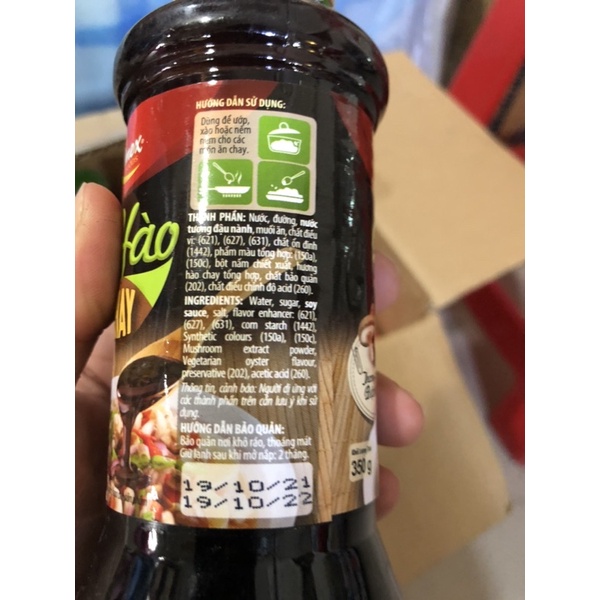 HƯỚNG DẪN SỬ DỤNG:
Dùng để ướp,
xào hoặc nêm
nếm cho các
món ăn chay.
THÀNH PHẦN: Nước, đường, nước
tương đậu nành, muối ăn, chất điều
vị: (621), (627), (631), chất ổn định
(1442), phẩm màu tổng hợp: (150a),
(150c), bột nấm chiết xuất, hương
hào chay tổng hợp, chất bảo quản
(202), chất điều chỉnh độ acid (260).
INGREDIENTS: Water, sugar, soy
sauce, salt, flavor enhancer: (621),
(627), (631), corn starch (1442),
Synthetic colours (150a), (150c),
Mushroom extract powder,
Vegetarian oyster flavour,
preservative (202), acetic acid (260).
Thông tin, cảnh báo: Người dị ứng với
các thành phần trên cần lưu ý khi sử
dụng.
HƯỚNG DẪN BẢO QUẢN:
Bảo quản nơi khô ráo, thoáng mát
Giữ lạnh sau khi mở nắp: 2 tháng.
19/10/21
19/10/22
Hào
350 g